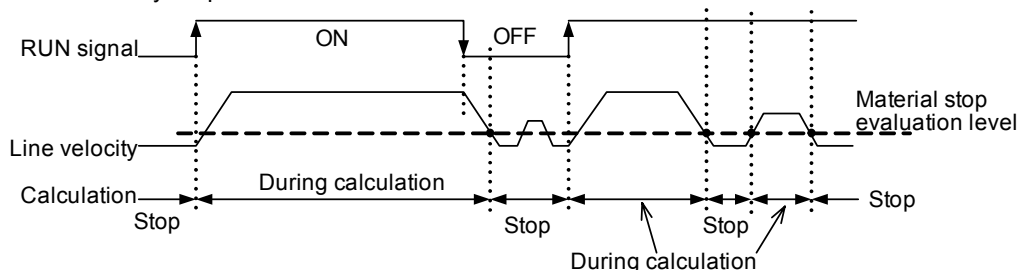 RUN signal
ON
OFF
Material stop
evaluation level
Line velocity
Calculation
During calculation
Stop
Stop
Stop
Stop
During calculation